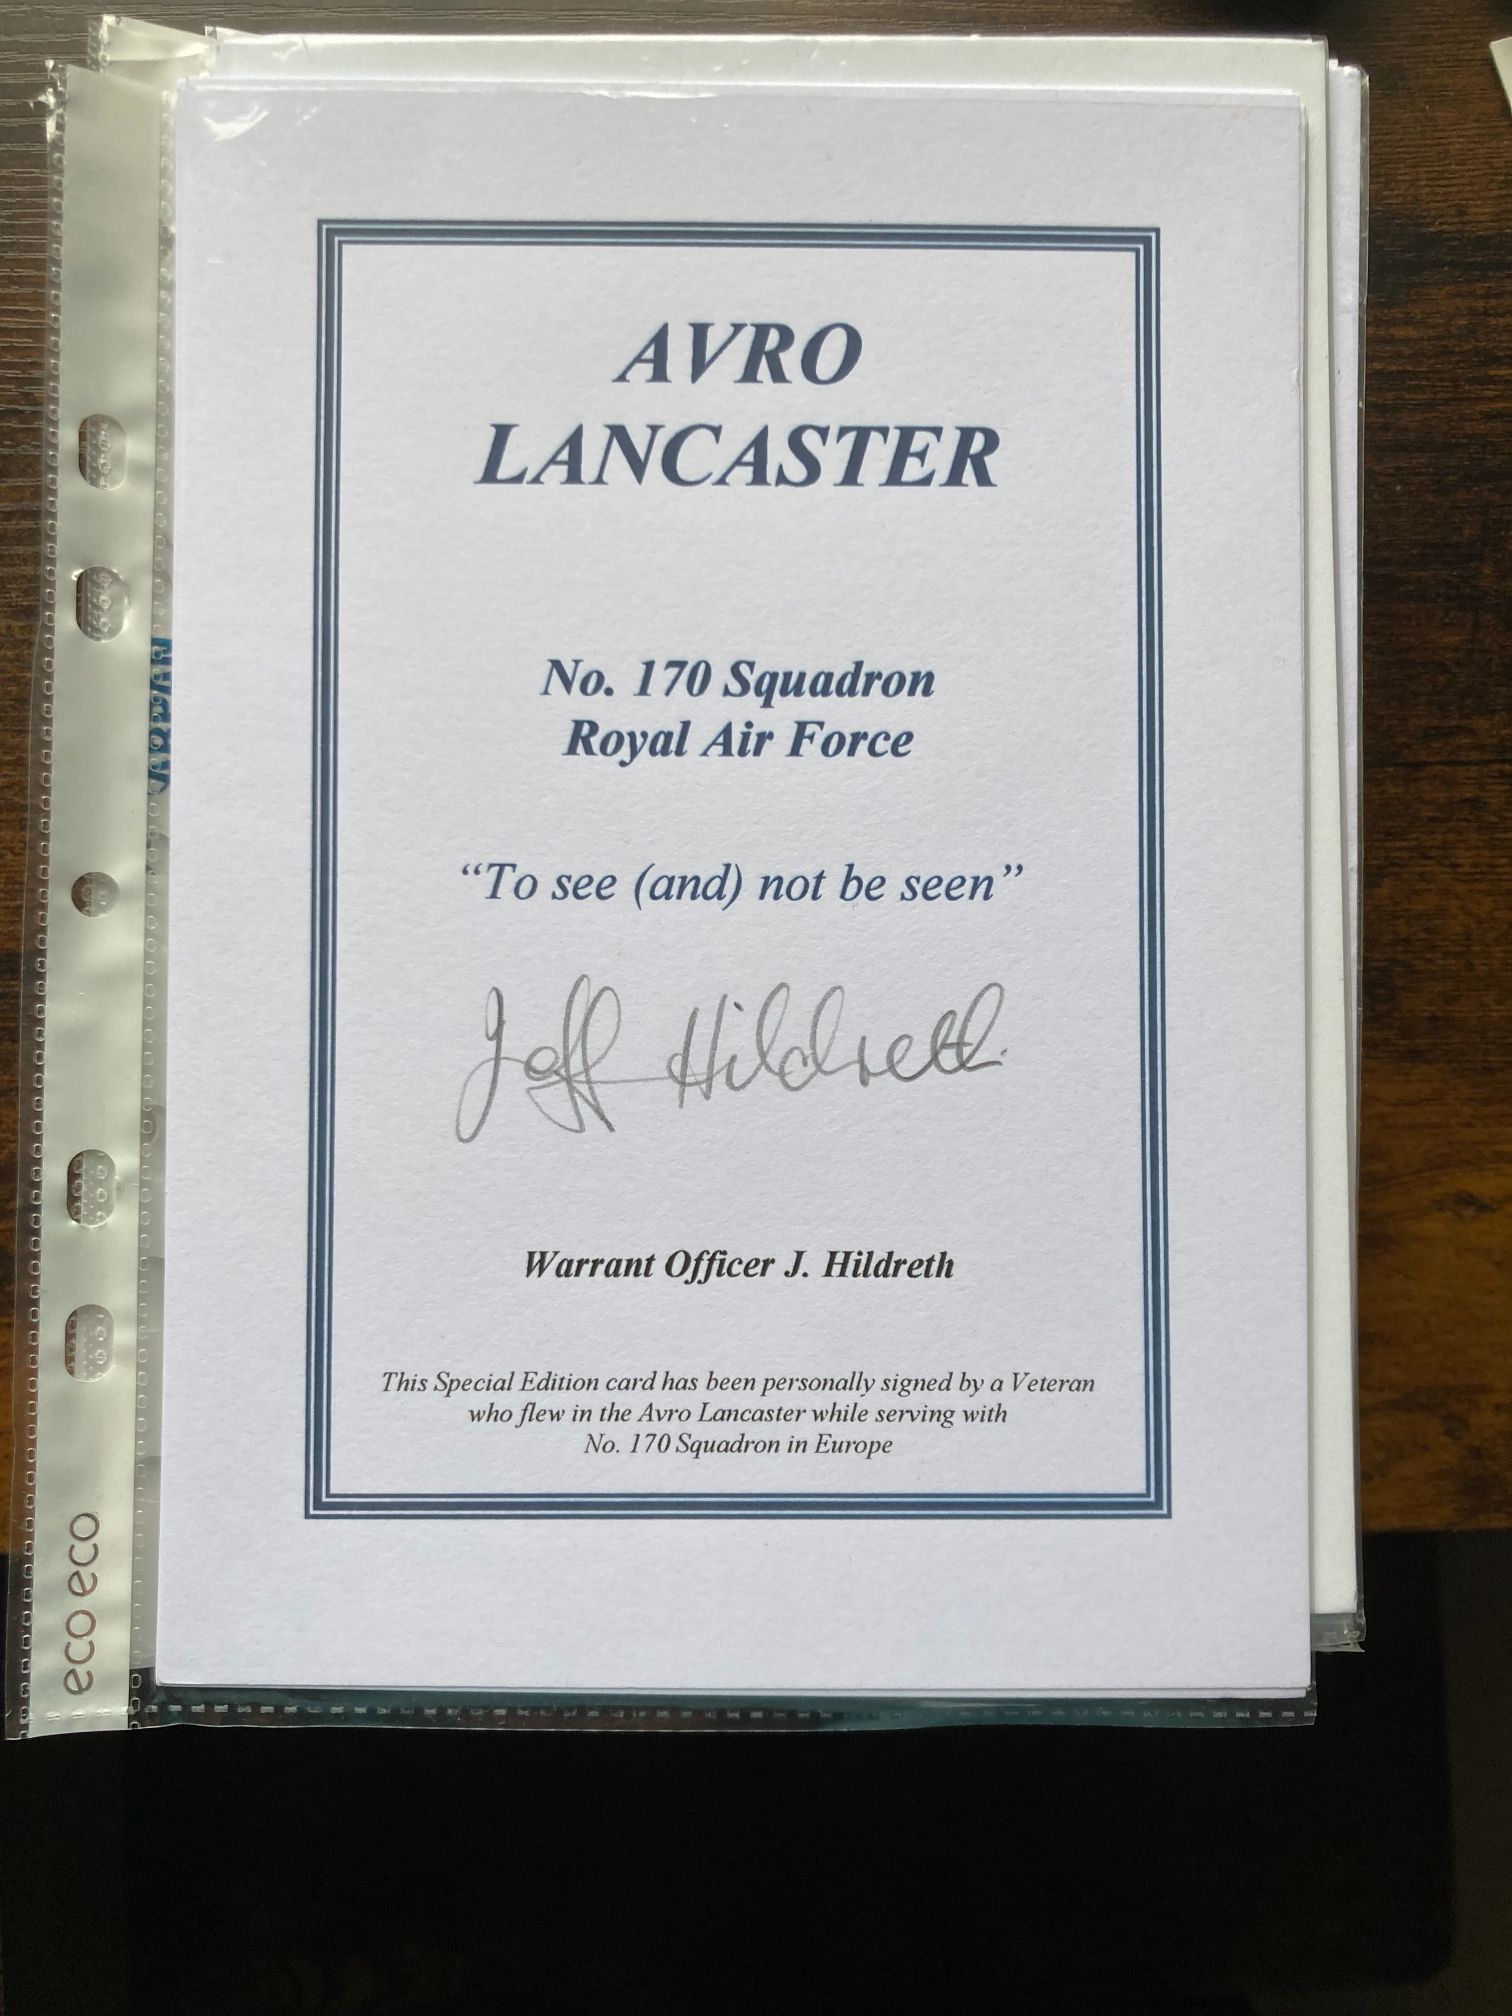 AVRO
LANCASTER
No. 170 Squadron
Royal Air Force
“To see (and) not be seen”
Jeff Hildreth
Warrant Officer J. Hildreth
This Special Edition card has been personally signed by a Veteran
who flew in the Avro Lancaster while serving with
No. 170 Squadron in Europe
eco eco